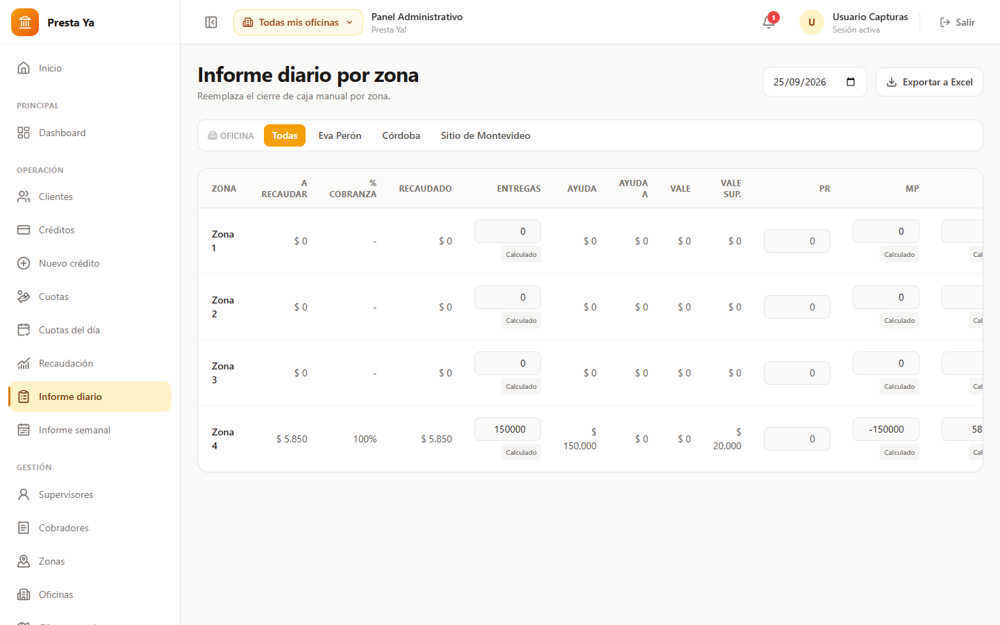 Presta Ya
Todas mis oficinas
Panel Administrativo
Presta Ya!
1
U
Usuario Capturas
Sesión activa
Salir
Inicio
PRINCIPAL
Dashboard
OPERACIÓN
Clientes
Créditos
Nuevo crédito
Cuotas
Cuotas del día
Recaudación
Informe diario
Informe semanal
GESTIÓN
Supervisores
Cobradores
Zonas
Oficinas
Informe diario por zona
Reemplaza el cierre de caja manual por zona.
25/09/2026
Exportar a Excel
OFICINA Todas Eva Perón Córdoba Sitio de Montevideo
ZONA A RECAUDAR % COBRANZA RECAUDADO ENTREGAS AYUDA AYUDA A VALE VALE SUP. PR MP
Zona 1 $ 0 - $ 0 0 Calculado $ 0 $ 0 $ 0 $ 0 0 0 Calculado Cal
Zona 2 $ 0 - $ 0 0 Calculado $ 0 $ 0 $ 0 $ 0 0 0 Calculado Cal
Zona 3 $ 0 - $ 0 0 Calculado $ 0 $ 0 $ 0 $ 0 0 0 Calculado Cal
Zona 4 $ 5.850 100% $ 5.850 150000 Calculado $ 150.000 $ 0 $ 0 $ 20.000 0 -150000 Calculado 58 Cal